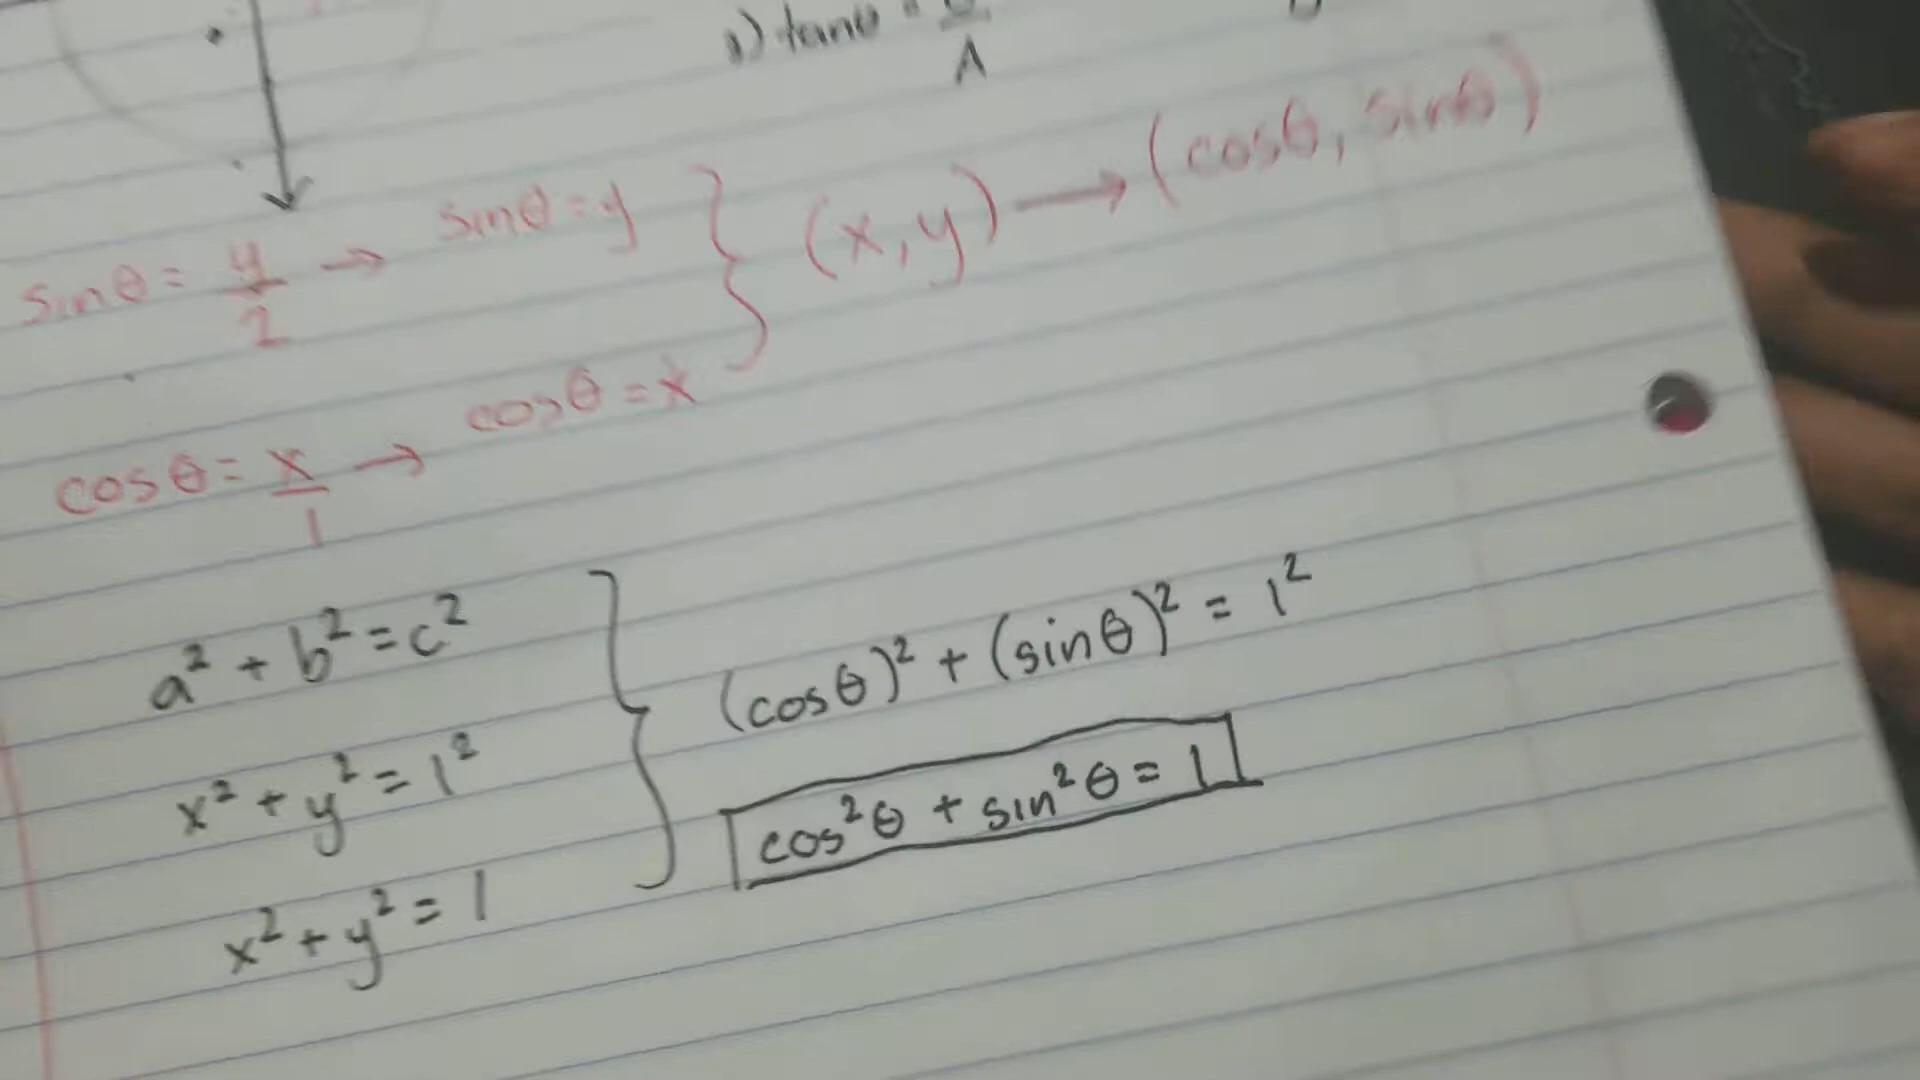 tanθ = /A
sinθ = y/2 → sinθ = y } (x, y) → (cosθ, sinθ)
cosθ = x/1 → cosθ = x
a² + b² = c²
x² + y² = 1²
x² + y² = 1
} (cosθ)² + (sinθ)² = 1²
cos²θ + sin²θ = 1